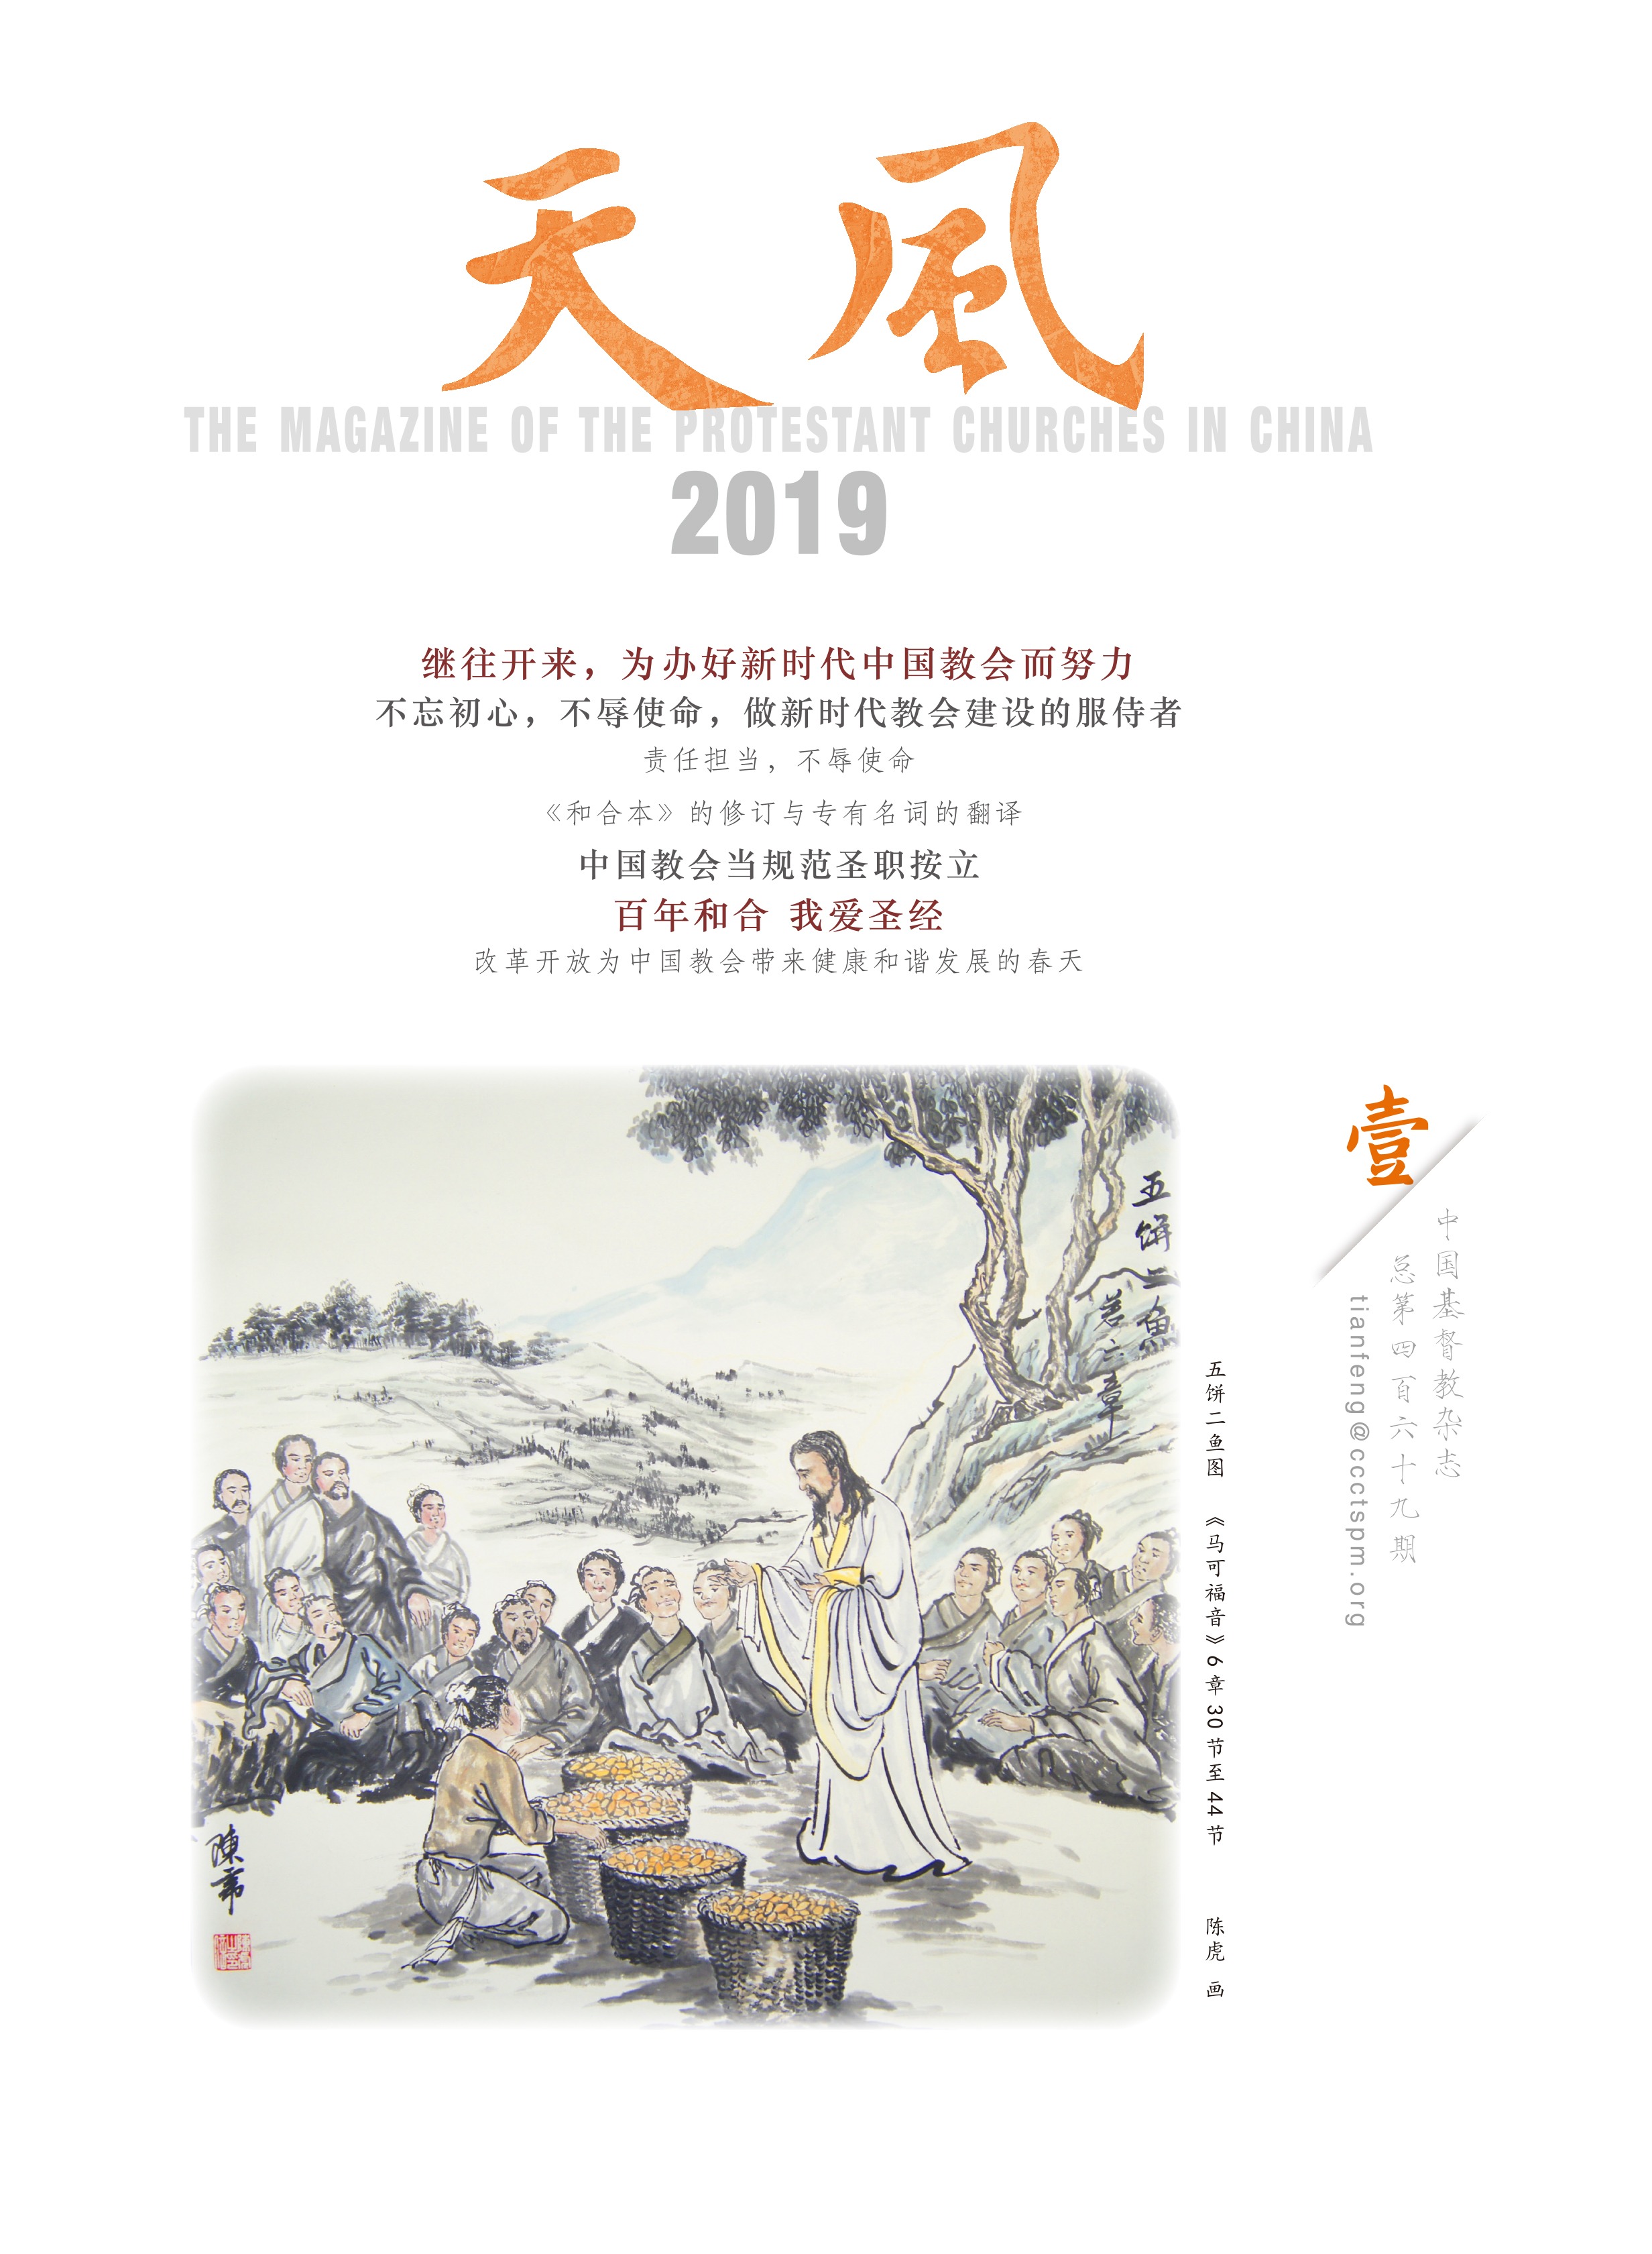 天風
THE MAGAZINE OF THE PROTESTANT CHURCHES IN CHINA
2019
继往开来，为办好新时代中国教会而努力
不忘初心，不辱使命，做新时代教会建设的服侍者
责任担当，不辱使命
《和合本》的修订与专有名词的翻译
中国教会当规范圣职按立
百年和合 我爱圣经
改革开放为中国教会带来健康和谐发展的春天
壹
中国基督教杂志
总第四百六十九期
tianfeng@ccctspm.org
五饼二鱼图 《马可福音》6章30节至44节 陈虎 画
五饼二魚